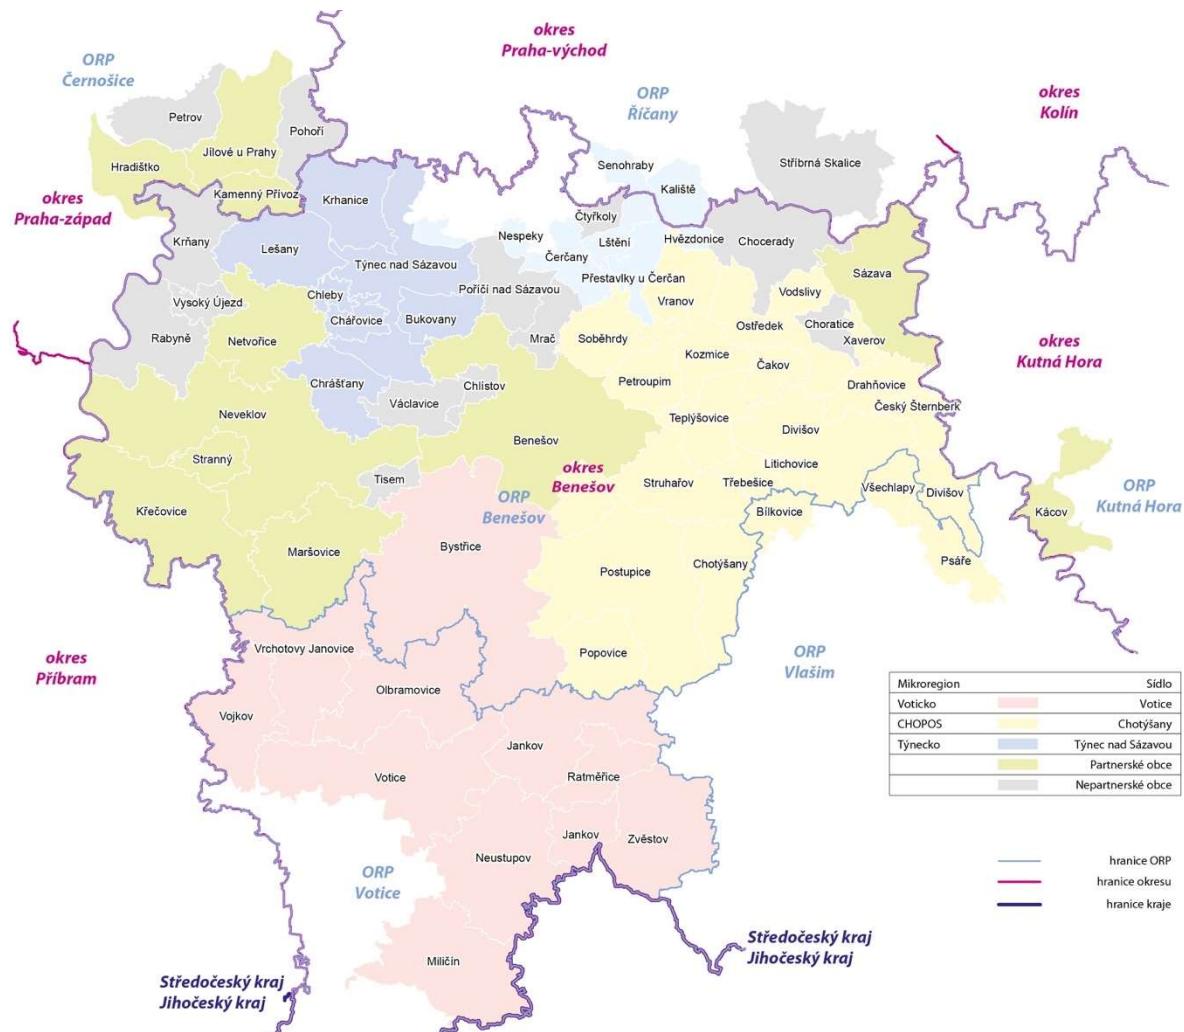 okres
Praha-východ
ORP
Černošice
okres
Kolín
ORP
Říčany
Petrov
Pohoří
Jílové u Prahy
Hradištko
Senohraby
Stříbrná Skalice
Kaliště
okres
Praha-západ
Kamenný Přívoz
Krhanice
Čtyřkoly
Krňany
Nespeky
Lštění
Hvězdonice
Chocerady
Lešany
Čerčany
Týnec nad Sázavou
Přestavlky u Čerčan
Sázava
Vysoký Újezd
Chleby
Poříčí nad Sázavou
Vranov
Vodslivy
Chářovice
Bukovany
Ostředek
Choratice
Rabyně
Netvořice
Mrač
Soběhrdy
Xaverov
okres
Kutná Hora
Kozmice
Čakov
Chrášťany
Chlístov
Petroupim
Drahňovice
Václavice
Český Šternberk
Neveklov
Teplýšovice
Benešov
Divišov
Stranný
Litichovice
okres
Benešov
Tisem
Struhařov
Třebešice
Všechlapy
Divišov
ORP
Kutná Hora
ORP
Benešov
Křečovice
Bílkovice
Kácov
Maršovice
Bystřice
Chotýšany
Psáře
Postupice
okres
Příbram
Vrchotovy Janovice
Popovice
ORP
Vlašim
Olbramovice
Vojkov
Jankov
Votice
Ratměřice
Jankov
Zvěstov
Neustupov
ORP
Votice
Miličín
Středočeský kraj
Jihočeský kraj
Středočeský kraj
Jihočeský kraj
Mikroregion Sídlo
Voticko Votice
CHOPOS Chotýšany
Týnecko Týnec nad Sázavou
Partnerské obce
Nepartnerské obce
hranice ORP
hranice okresu
hranice kraje